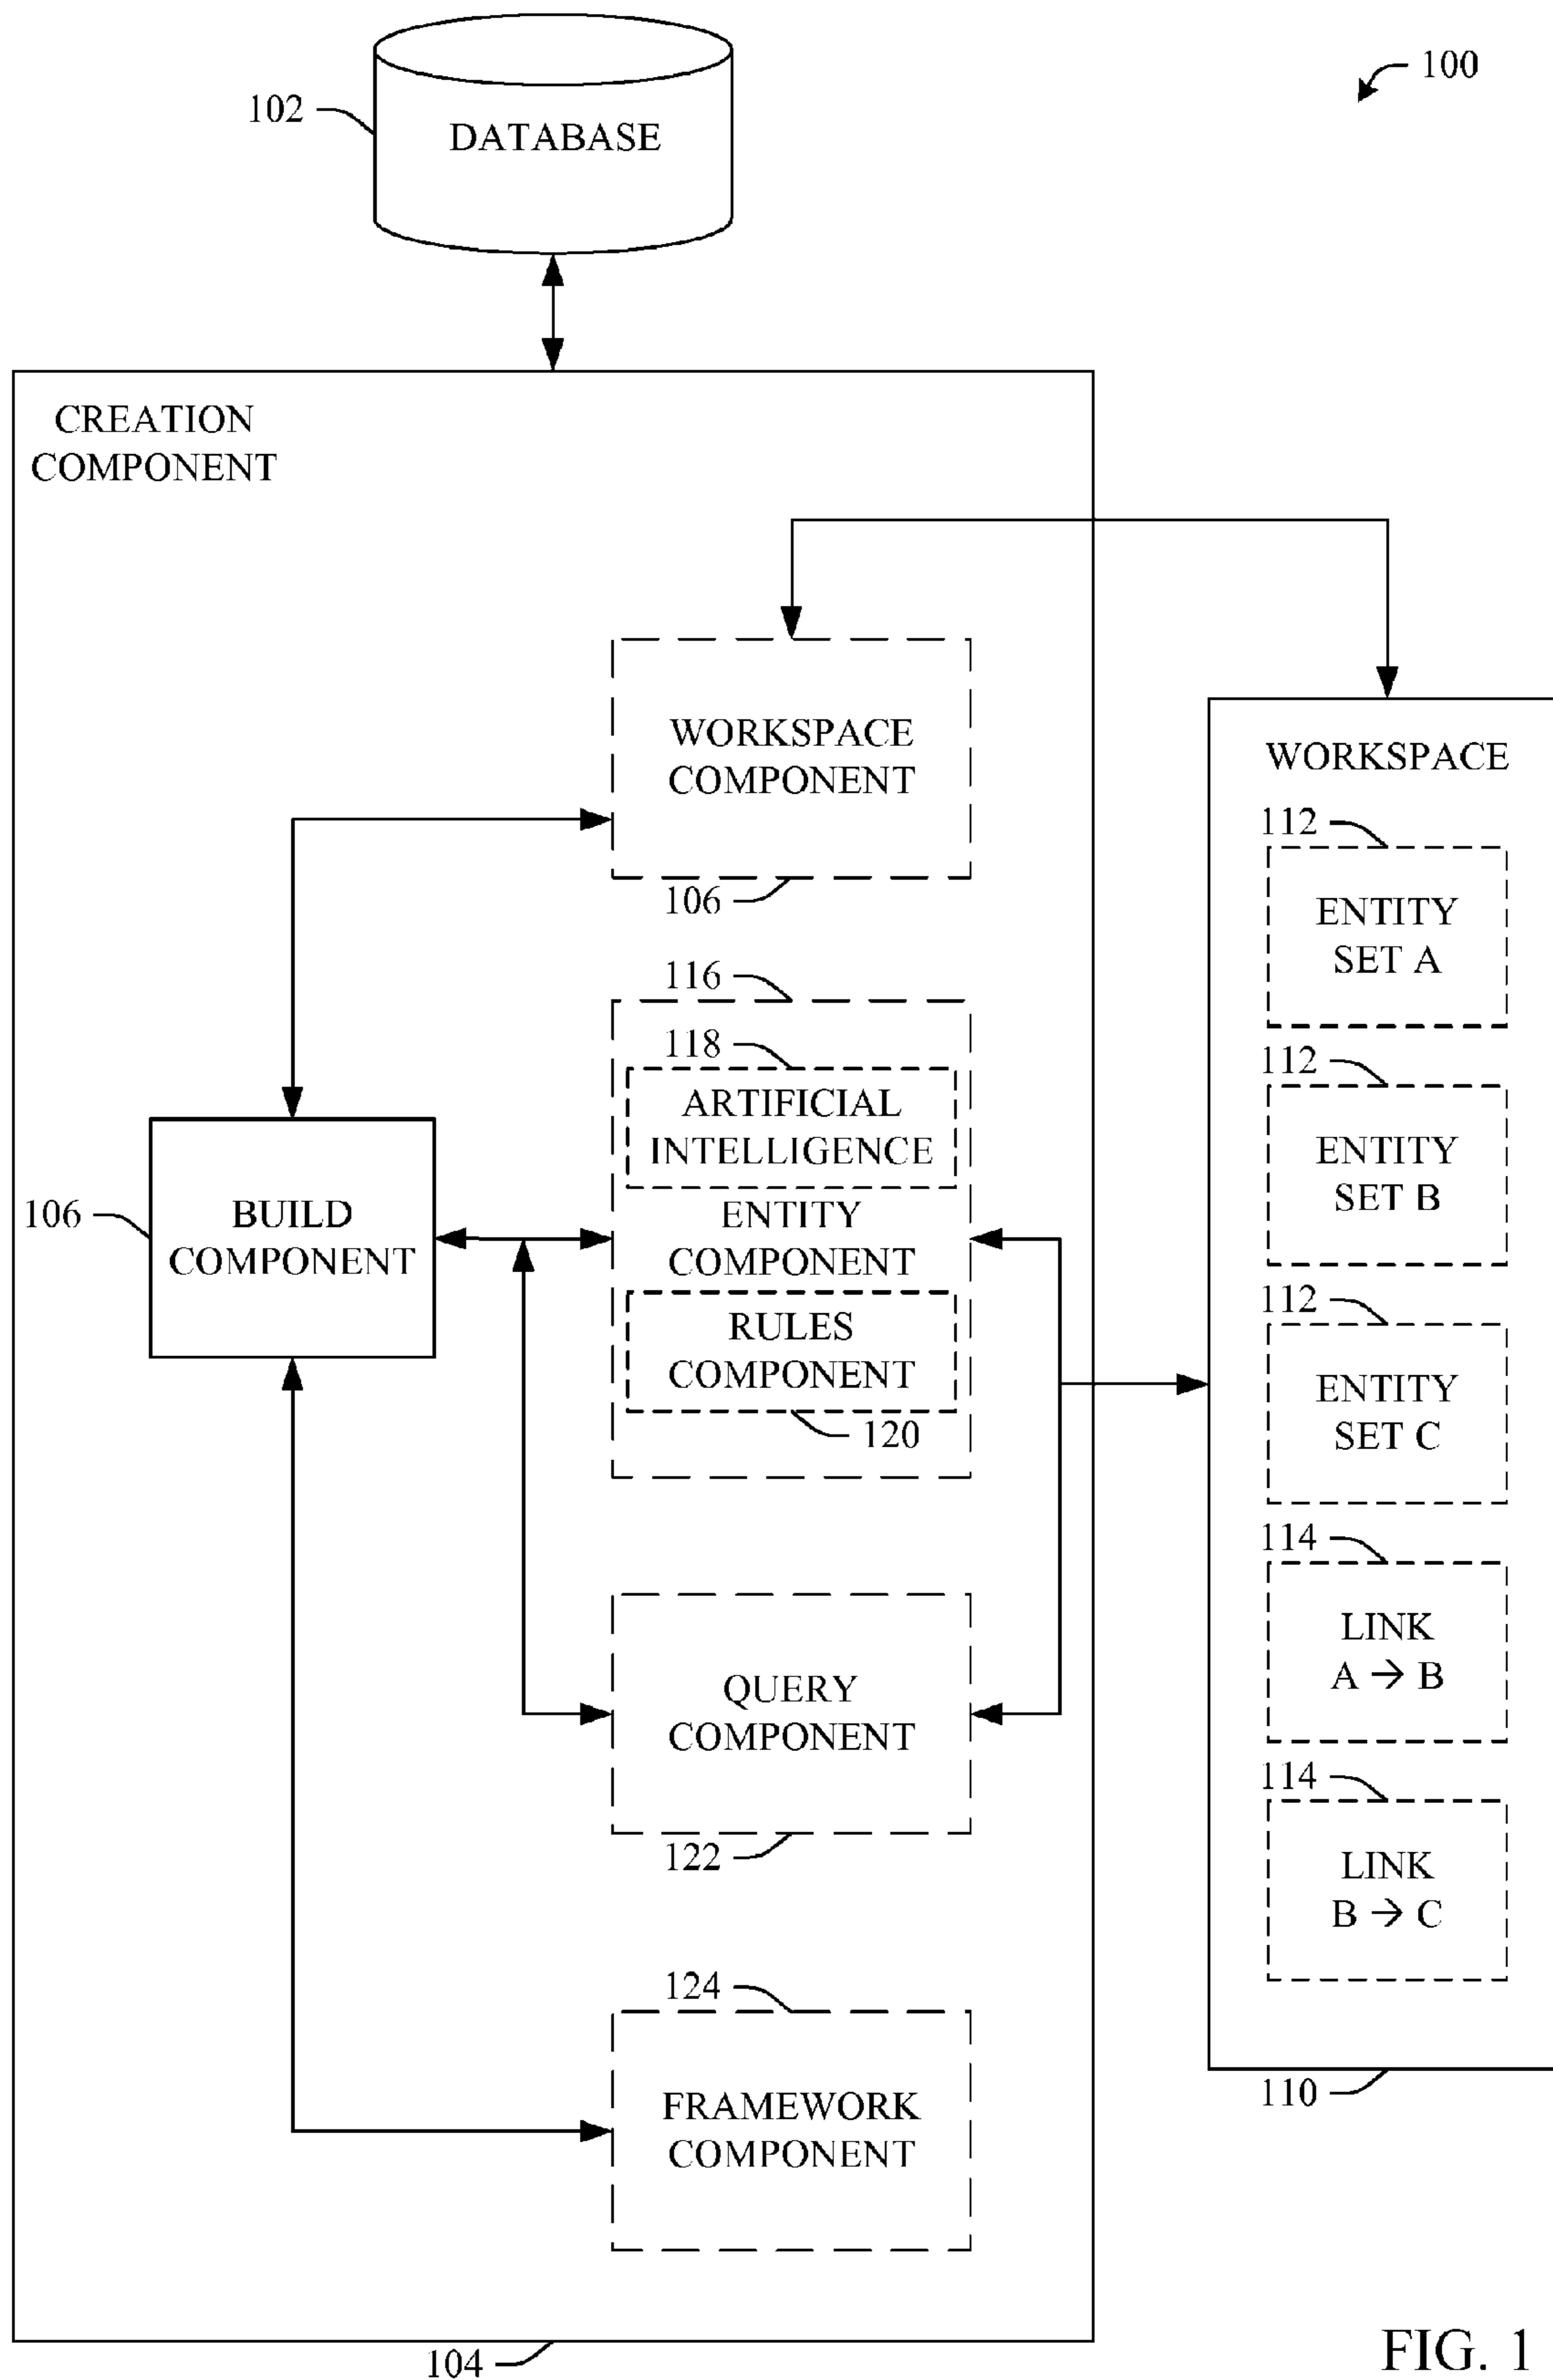 100
102
DATABASE
CREATION
COMPONENT
WORKSPACE
COMPONENT
106
116
118
ARTIFICIAL
INTELLIGENCE
ENTITY
COMPONENT
RULES
COMPONENT
120
106
BUILD
COMPONENT
QUERY
COMPONENT
122
124
FRAMEWORK
COMPONENT
104
WORKSPACE
112
ENTITY
SET A
112
ENTITY
SET B
112
ENTITY
SET C
114
LINK
A → B
114
LINK
B → C
110
FIG. 1